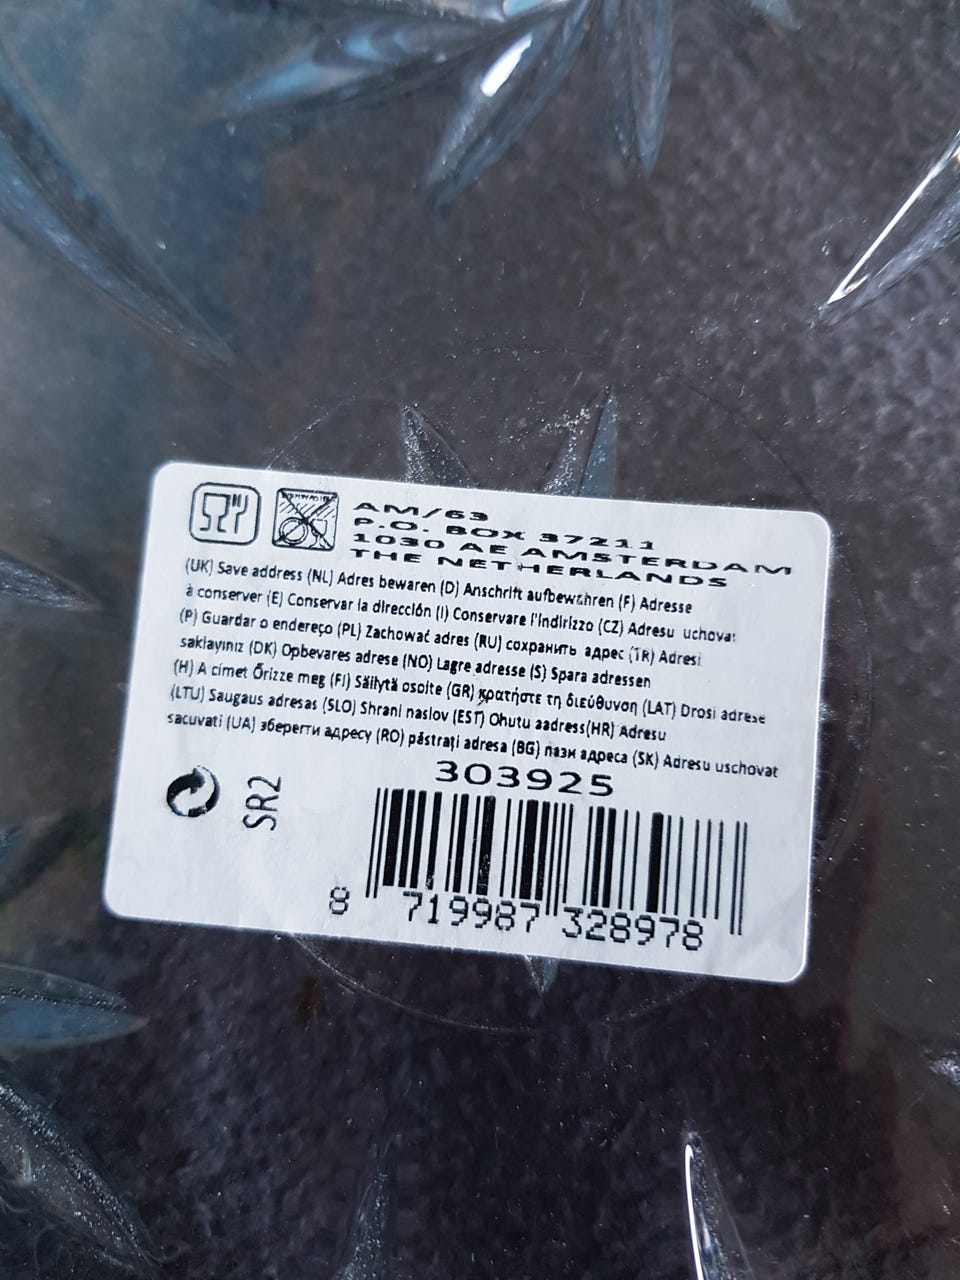 AM/63
P.O. BOX 37211
1030 AE AMSTERDAM
THE NETHERLANDS
(UK) Save address (NL) Adres bewaren (D) Anschrift aufbewahren (F) Adresse
à conserver (E) Conservar la dirección (I) Conservare l'indirizzo (CZ) Adresu uchovat
(P) Guardar o endereço (PL) Zachować adres (RU) сохранить адрес (TR) Adresi
saklayınız (DK) Opbevares adrese (NO) Lagre adresse (S) Spara adressen
(H) A címet Őrizze meg (FI) Säilytä osoite (GR) κρατήστε τη διεύθυνση (LAT) Drosi adrese
(LTU) Saugaus adresas (SLO) Shrani naslov (EST) Ohutu aadress(HR) Adresu
sacuvati (UA) зберегти адресу (RO) păstrați adresa (BG) пази адреса (SK) Adresu uschovat
303925
SR2
8 719987 328978